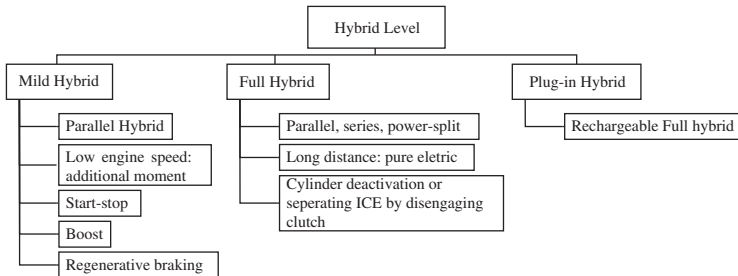 Hybrid Level
Mild Hybrid
Full Hybrid
Plug-in Hybrid
Parallel Hybrid
Low engine speed:
additional moment
Start-stop
Boost
Regenerative braking
Parallel, series, power-split
Long distance: pure eletric
Cylinder deactivation or
seperating ICE by disengaging
clutch
Rechargeable Full hybrid